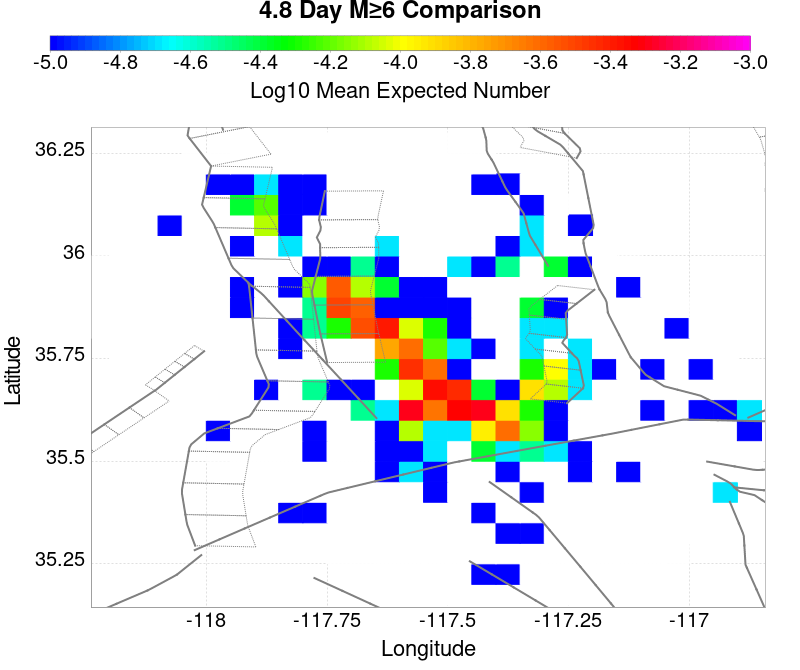 4.8 Day M≥6 Comparison
-5.0 -4.8 -4.6 -4.4 -4.2 -4.0 -3.8 -3.6 -3.4 -3.2 -3.0
Log10 Mean Expected Number
36.25
36
35.75
35.5
35.25
Latitude
-118 -117.75 -117.5 -117.25 -117
Longitude